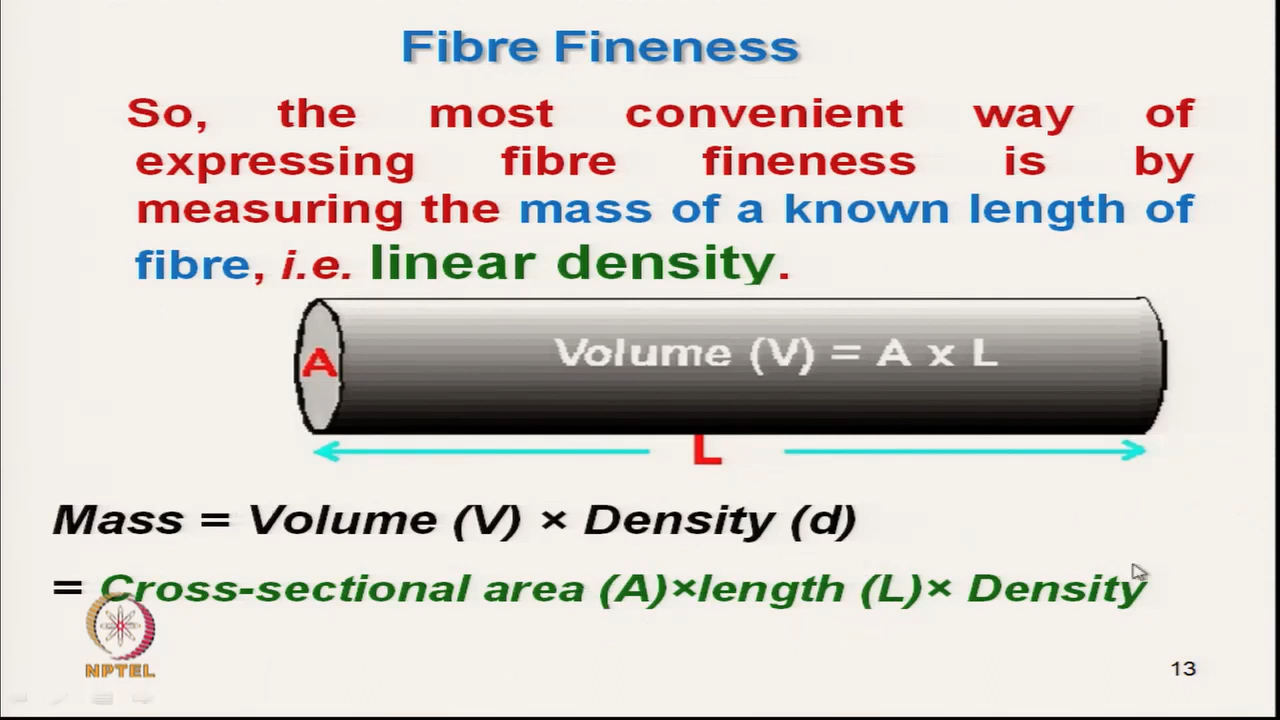 Fibre Fineness
So, the most convenient way of
expressing fibre fineness is by
measuring the mass of a known length of
fibre, i.e. linear density.
A
Volume (V) = A x L
L
Mass = Volume (V) × Density (d)
= Cross-sectional area (A)×length (L)× Density
NPTEL
13